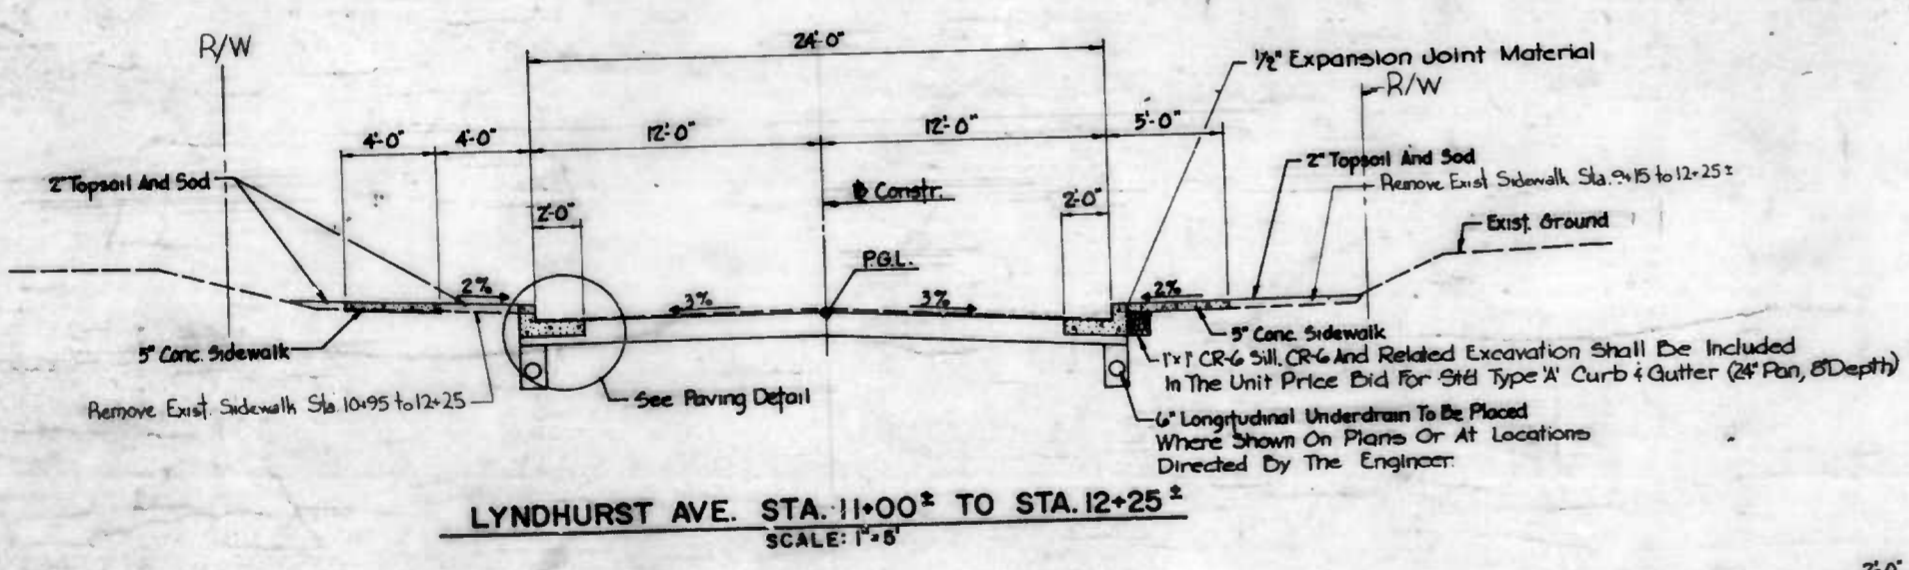 R/W
24'-0"
1/2" Expansion Joint Material
R/W
4'-0"
4'-0"
12'-0"
12'-0"
5'-0"
2" Topsoil And Sod
2" Topsoil And Sod
Remove Exist Sidewalk Sta. 9+15 to 12+25±
Constr.
2'-0"
2'-0"
Exist. Ground
P.G.L.
2%
3%
3%
2%
5" Conc. Sidewalk
5" Conc. Sidewalk
1'x1' CR-6 Sill. CR-6 And Related Excavation Shall Be Included
In The Unit Price Bid For Std Type 'A' Curb & Gutter (24" Pan, 8" Depth)
Remove Exist. Sidewalk Sta. 10+95 to 12+25
See Paving Detail
6" Longitudinal Underdrain To Be Placed
Where Shown On Plans Or At Locations
Directed By The Engineer.
LYNDHURST AVE. STA. 11+00± TO STA. 12+25±
SCALE: 1"=5'